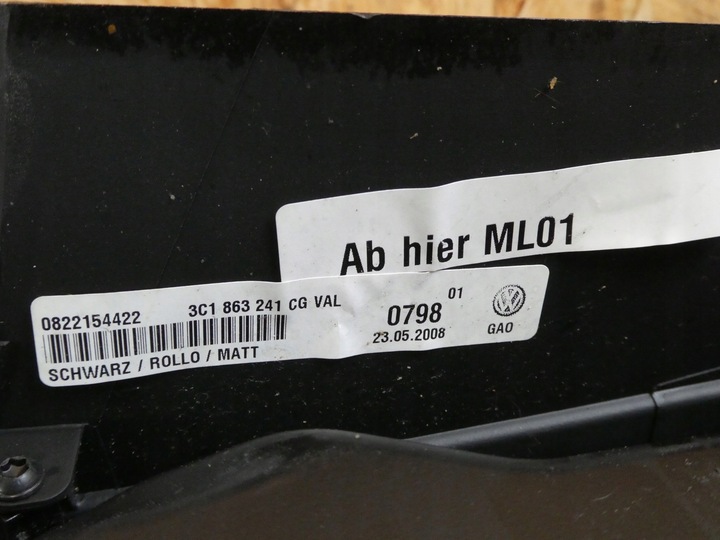 Ab hier ML01
0822154422 3C1 863 241 CG VAL
SCHWARZ / ROLLO / MATT
0798 01
23.05.2008
GAO